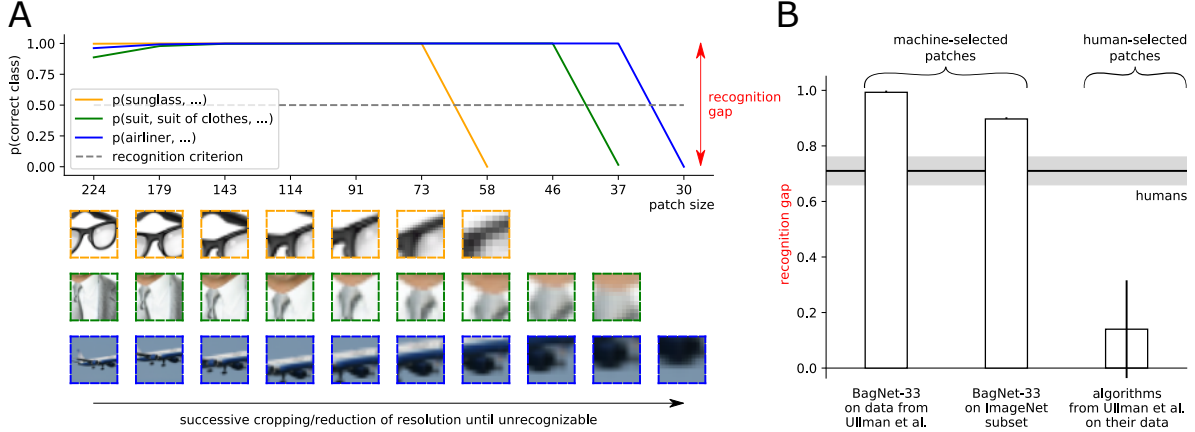 A
p(correct class)
1.00
0.75
0.50
0.25
0.00
p(sunglass, ...)
p(suit, suit of clothes, ...)
p(airliner, ...)
recognition criterion
recognition
gap
224 179 143 114 91 73 58 46 37 30
patch size
successive cropping/reduction of resolution until unrecognizable
B
machine-selected
patches
human-selected
patches
recognition gap
1.0
0.8
0.6
0.4
0.2
0.0
humans
BagNet-33
on data from
Ullman et al.
BagNet-33
on ImageNet
subset
algorithms
from Ullman et al.
on their data